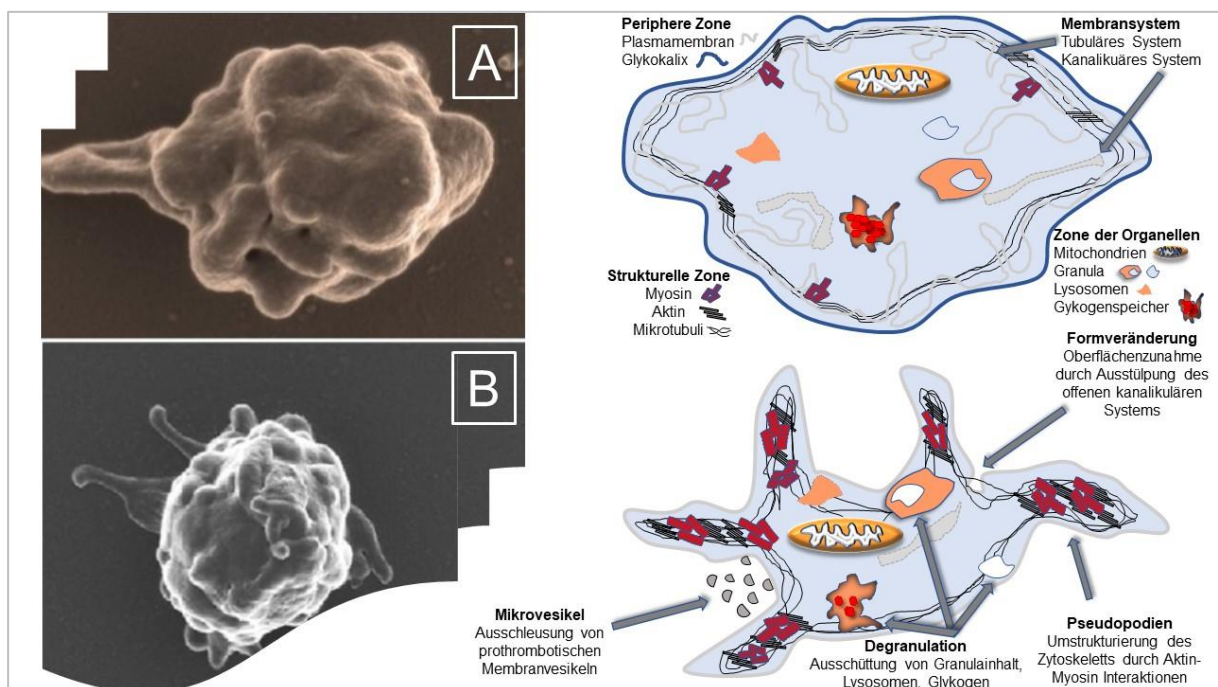 A
Periphere Zone
Plasmamembran
Glykokalix
Membransystem
Tubuläres System
Kanalikuäres System
Strukturelle Zone
Myosin
Aktin
Mikrotubuli
Zone der Organellen
Mitochondrien
Granula
Lysosomen
Gykogenspeicher
B
Formveränderung
Oberflächenzunahme
durch Ausstülpung des
offenen kanalikulären
Systems
Mikrovesikel
Ausschleusung von
prothrombotischen
Membranvesikeln
Degranulation
Ausschüttung von Granulainhalt,
Lysosomen, Glykogen
Pseudopodien
Umstrukturierung des
Zytoskeletts durch Aktin-
Myosin Interaktionen